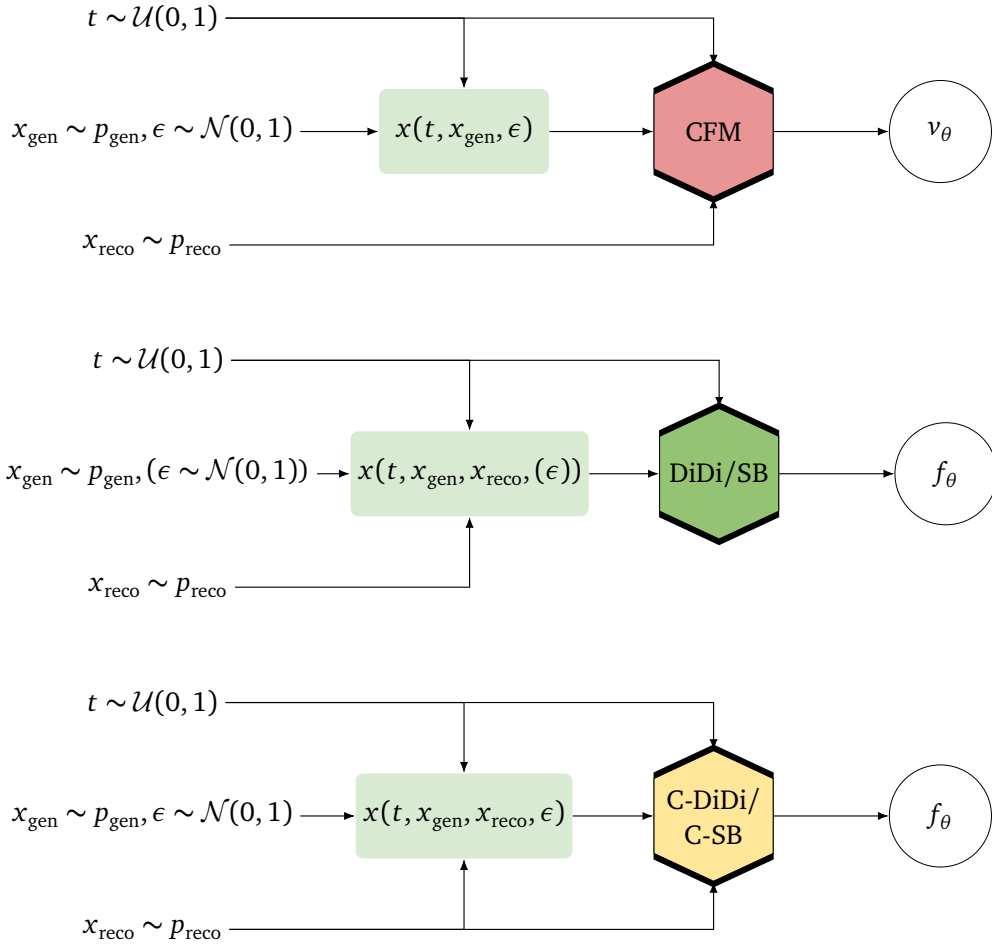 t ∼ 𝒰(0, 1)
x_gen ∼ p_gen, ϵ ∼ 𝒩(0, 1)
x(t, x_gen, ϵ)
CFM
v_θ
x_reco ∼ p_reco
t ∼ 𝒰(0, 1)
x_gen ∼ p_gen, (ϵ ∼ 𝒩(0, 1))
x(t, x_gen, x_reco, (ϵ))
DiDi/SB
f_θ
x_reco ∼ p_reco
t ∼ 𝒰(0, 1)
x_gen ∼ p_gen, ϵ ∼ 𝒩(0, 1)
x(t, x_gen, x_reco, ϵ)
C-DiDi/
C-SB
f_θ
x_reco ∼ p_reco